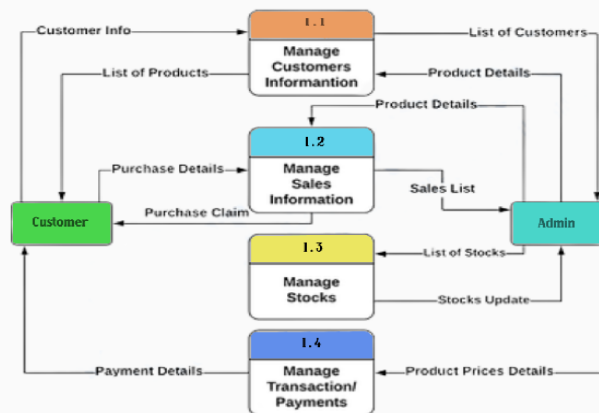 1.1
Customer Info
List of Customers
Manage
Customers
Informantion
List of Products
Product Details
Product Details
1.2
Manage
Sales
Information
Purchase Details
Sales List
Purchase Claim
Customer
Admin
1.3
Manage
Stocks
List of Stocks
Stocks Update
1.4
Manage
Transaction/
Payments
Payment Details
Product Prices Details